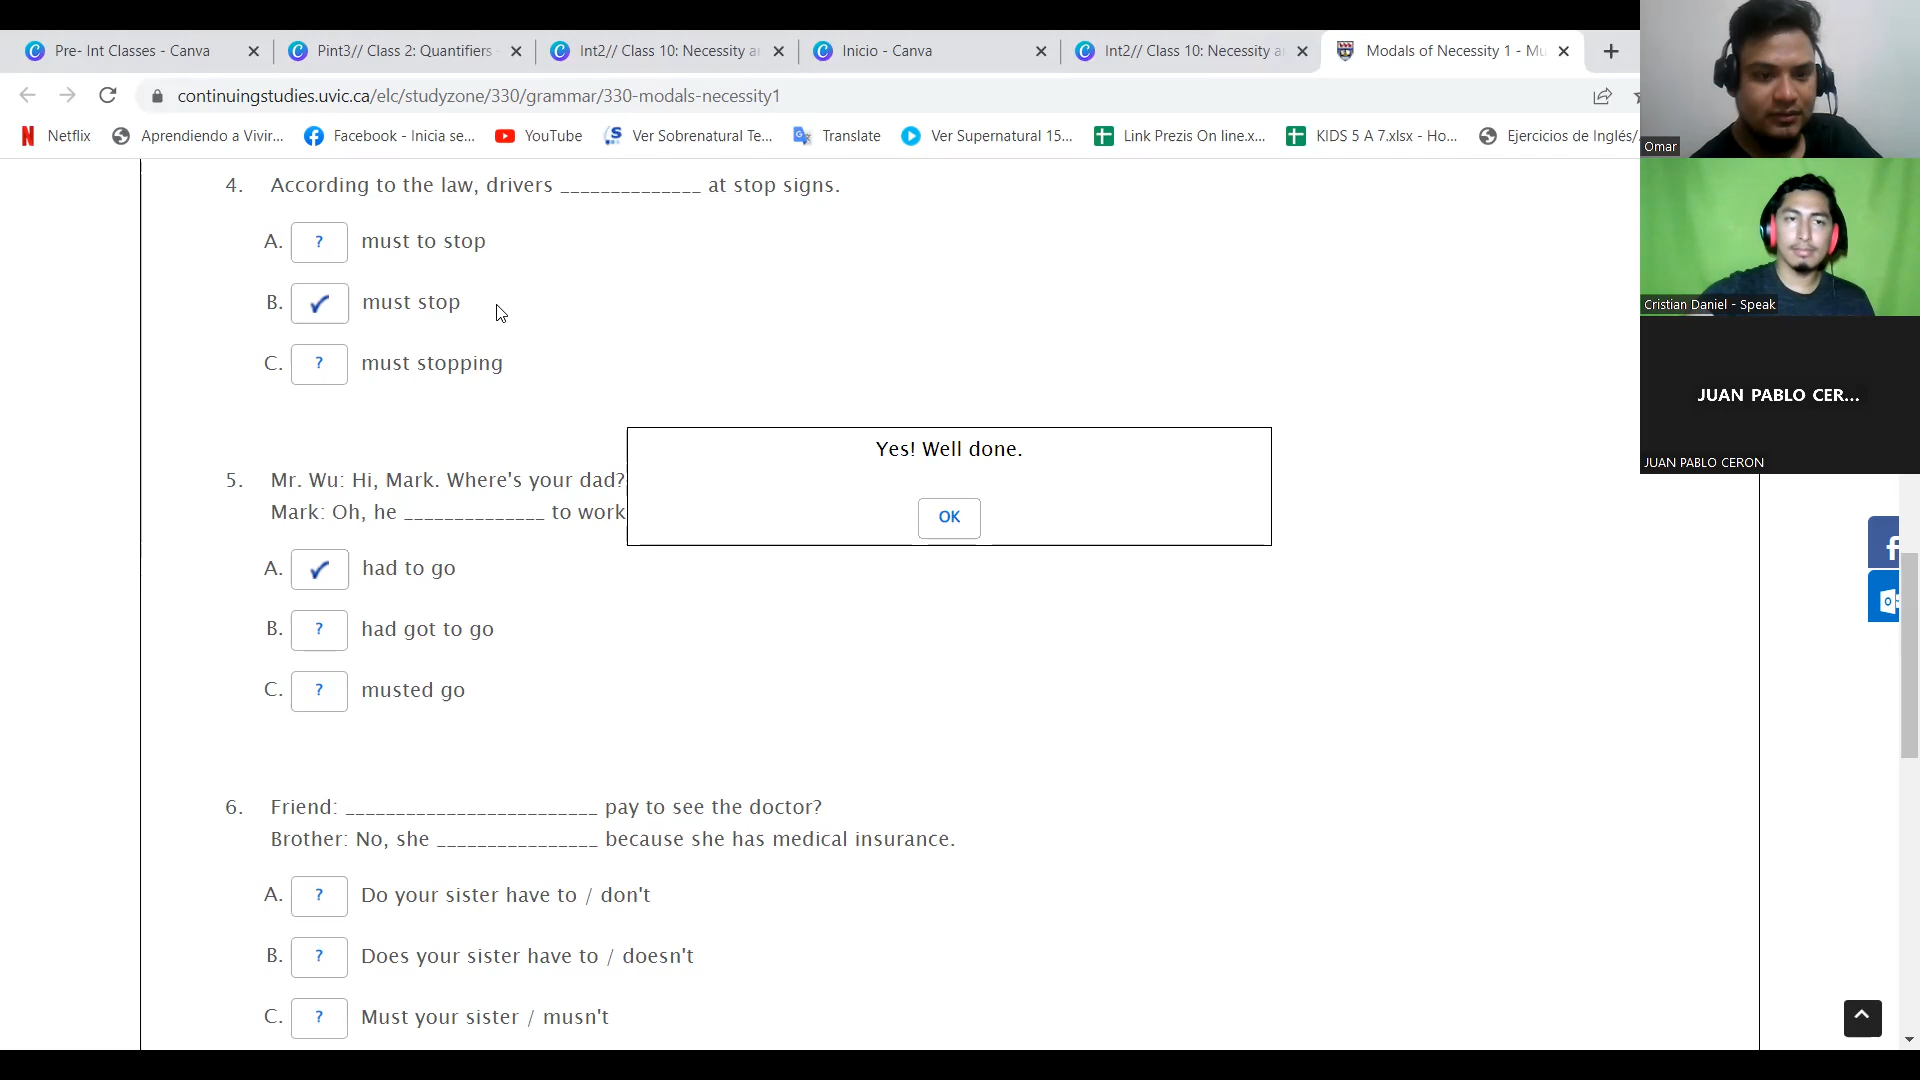 Pre- Int Classes - Canva
Pint3// Class 2: Quantifiers
Int2// Class 10: Necessity a
Inicio - Canva
Int2// Class 10: Necessity a
Modals of Necessity 1 - Mu
continuingstudies.uvic.ca/elc/studyzone/330/grammar/330-modals-necessity1
Netflix
Aprendiendo a Vivir...
Facebook - Inicia se...
YouTube
Ver Sobrenatural Te...
Translate
Ver Supernatural 15...
Link Prezis On line.x...
KIDS 5 A 7.xlsx - Ho...
Ejercicios de Inglés/
Omar
Cristian Daniel - Speak
JUAN PABLO CER...
JUAN PABLO CERON
4. According to the law, drivers ______________ at stop signs.
A. ? must to stop
B. ✓ must stop
C. ? must stopping
Yes! Well done.
OK
5. Mr. Wu: Hi, Mark. Where's your dad?
Mark: Oh, he ______________ to work
A. ✓ had to go
B. ? had got to go
C. ? musted go
6. Friend: _________________________ pay to see the doctor?
Brother: No, she ________________ because she has medical insurance.
A. ? Do your sister have to / don't
B. ? Does your sister have to / doesn't
C. ? Must your sister / musn't